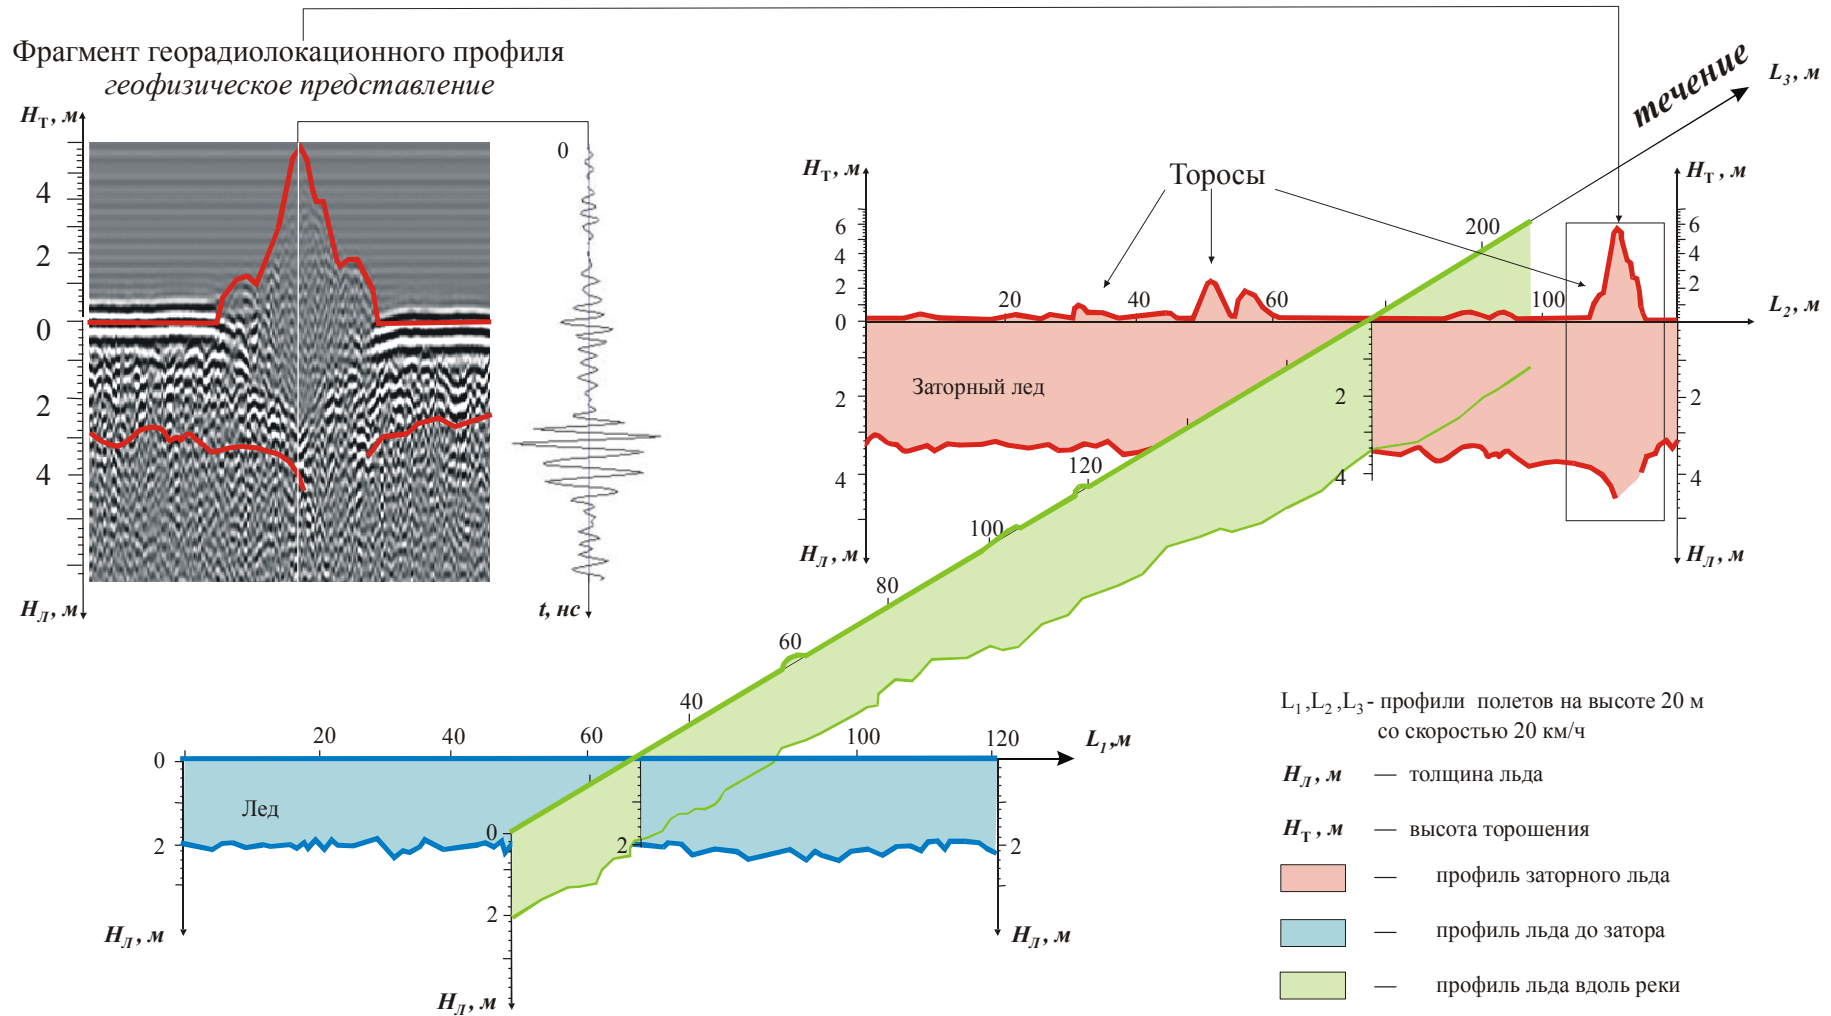 Фрагмент георадиолокационного профиля
геофизическое представление
Hт, м
4
2
0
2
4
HЛ, м
0
t, нс
течение
L3, м
Hт, м
Торосы
Hт, м
6
4
2
0
20
40
60
200
100
6
4
2
L2, м
Заторный лед
2
4
2
4
2
4
HЛ, м
HЛ, м
120
100
80
60
40
20
40
60
100
120
L1,м
0
Лед
2
0
2
2
2
HЛ, м
HЛ, м
HЛ, м
L1,L2,L3- профили полетов на высоте 20 м
со скоростью 20 км/ч
HЛ, м — толщина льда
Hт, м — высота торошения
— профиль заторного льда
— профиль льда до затора
— профиль льда вдоль реки